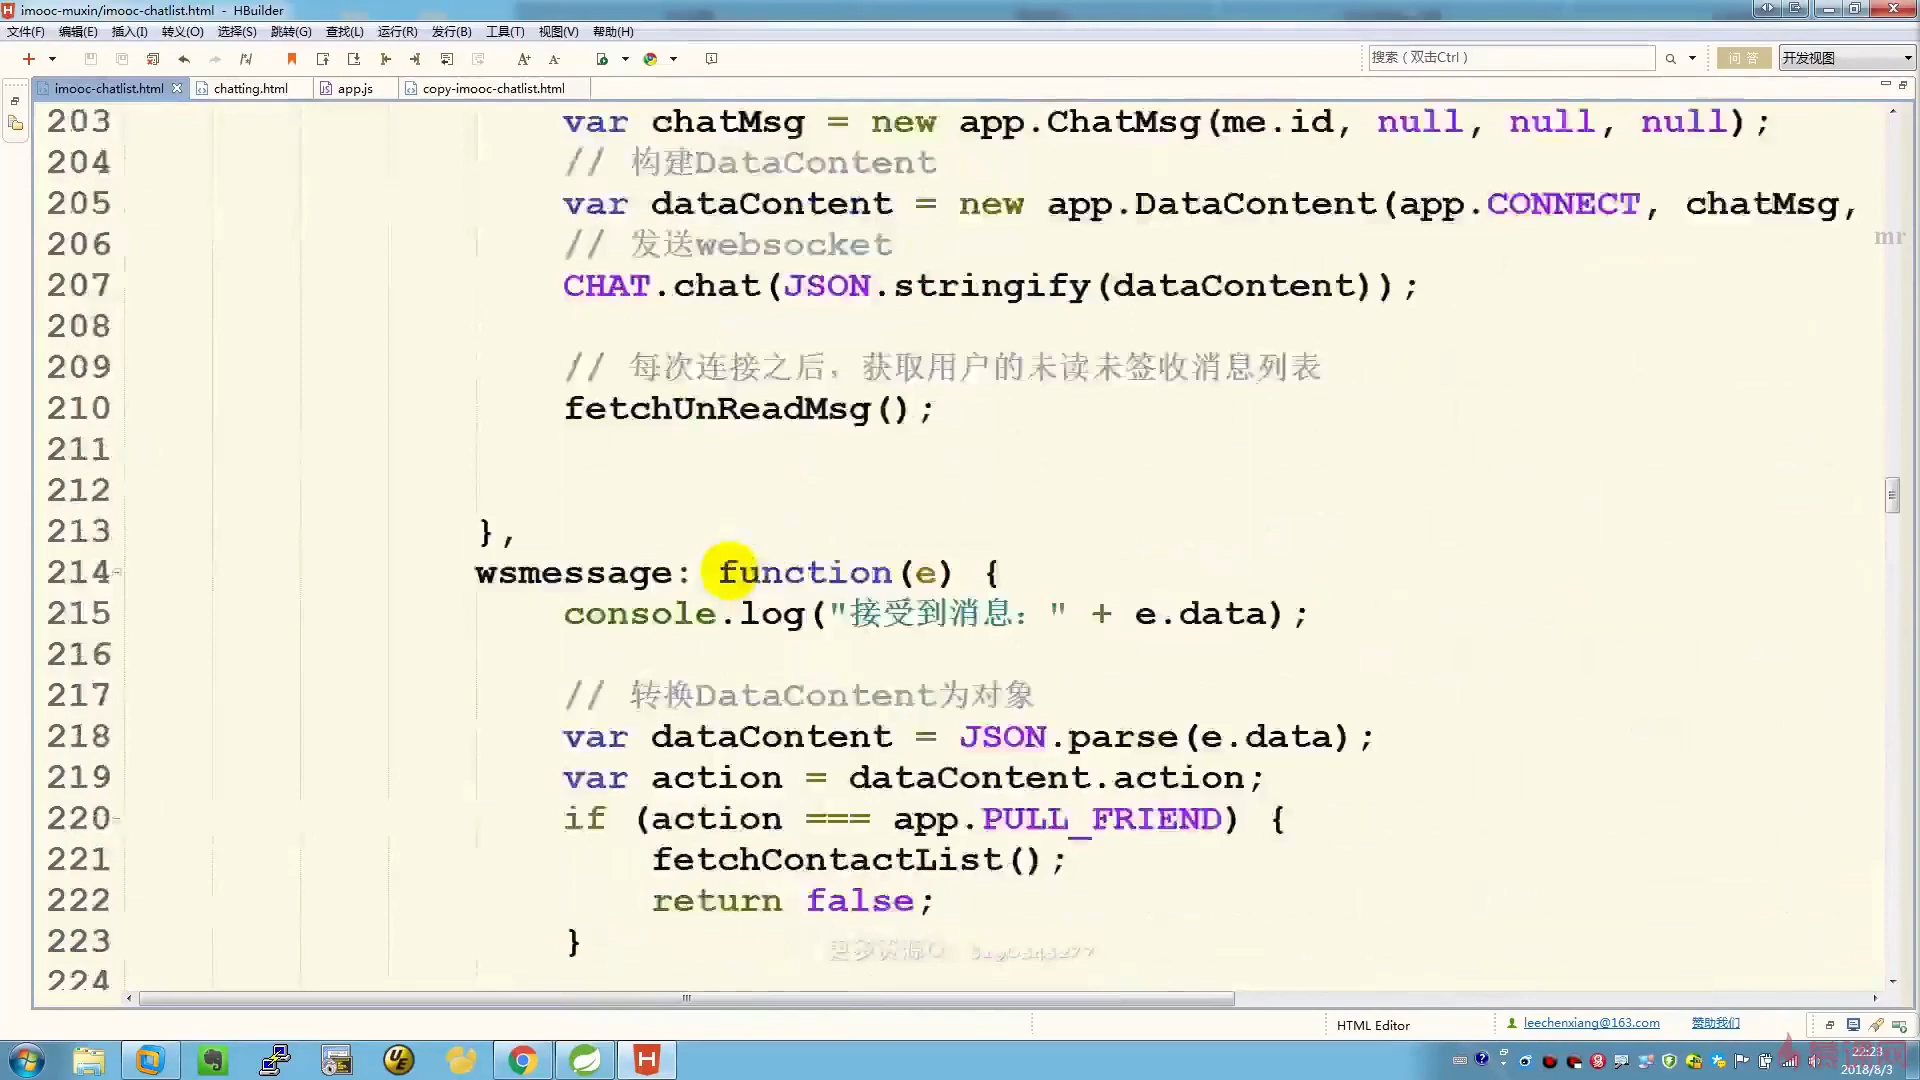 imooc-muxin/imooc-chatlist.html - HBuilder
文件(F) 编辑(E) 插入(I) 转义(O) 选择(S) 跳转(G) 查找(L) 运行(R) 发行(B) 工具(T) 视图(V) 帮助(H)
搜索（双击Ctrl） 问答 开发视图
imooc-chatlist.html chatting.html app.js copy-imooc-chatlist.html
203 var chatMsg = new app.ChatMsg(me.id, null, null, null);
204 // 构建DataContent
205 var dataContent = new app.DataContent(app.CONNECT, chatMsg,
206 // 发送websocket
mr
207 CHAT.chat(JSON.stringify(dataContent));
208
209 // 每次连接之后，获取用户的未读未签收消息列表
210 fetchUnReadMsg();
211
212
213 },
214 wsmessage: function(e) {
215 console.log("接受到消息：" + e.data);
216
217 // 转换DataContent为对象
218 var dataContent = JSON.parse(e.data);
219 var action = dataContent.action;
220 if (action === app.PULL_FRIEND) {
221 fetchContactList();
222 return false;
223 }
224
HTML Editor leechenxiang@163.com 赞助我们
慕课网
22:23
2018/8/3